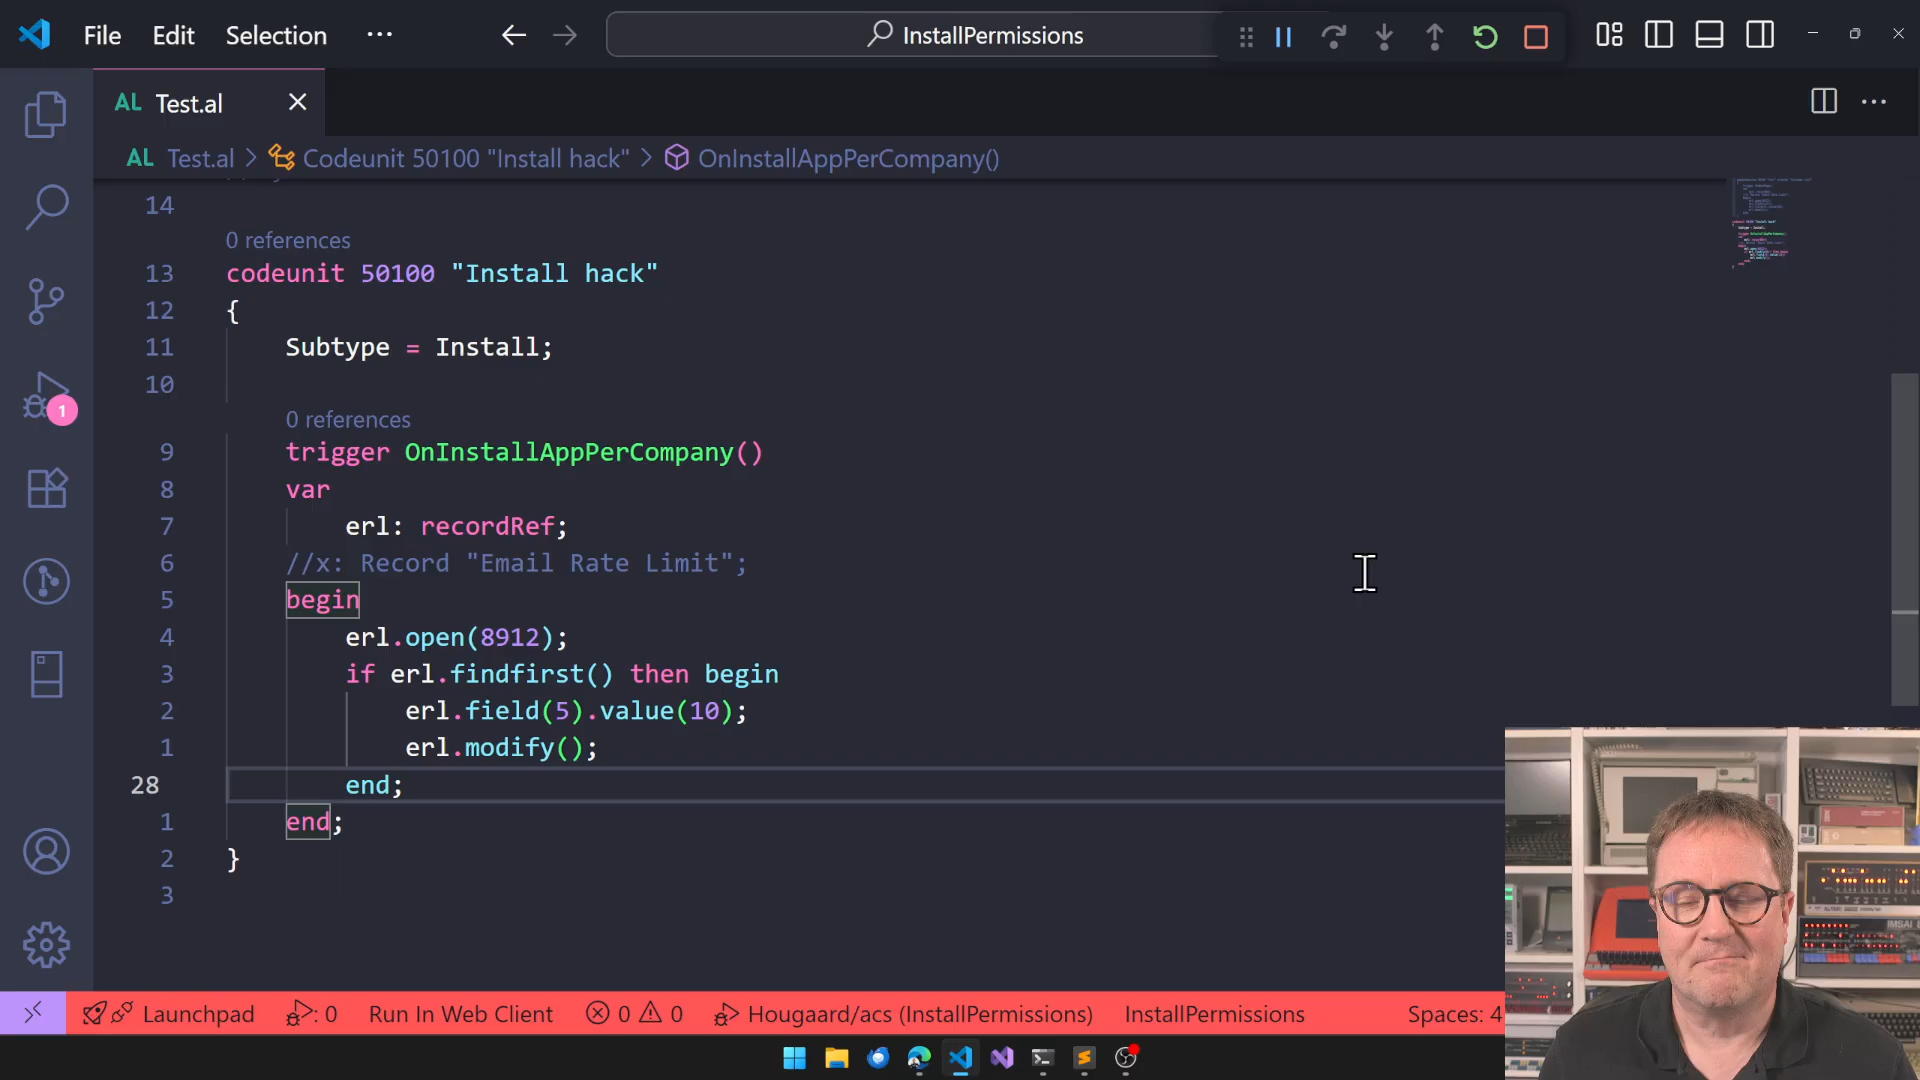 File Edit Selection ··· InstallPermissions
AL Test.al
AL Test.al > Codeunit 50100 "Install hack" > OnInstallAppPerCompany()
14
0 references
13 codeunit 50100 "Install hack"
12 {
11 Subtype = Install;
10
0 references
9 trigger OnInstallAppPerCompany()
8 var
7 erl: recordRef;
6 //x: Record "Email Rate Limit";
5 begin
4 erl.open(8912);
3 if erl.findfirst() then begin
2 erl.field(5).value(10);
1 erl.modify();
28 end;
1 end;
2 }
3
1
Launchpad : 0 Run In Web Client 0 0 Hougaard/acs (InstallPermissions) InstallPermissions Spaces: 4
IMSAI